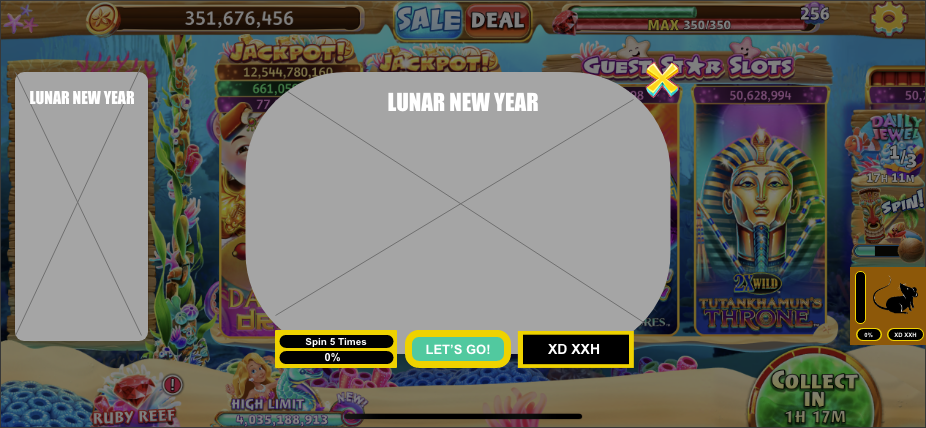 351,676,456
SALE DEAL
256
MAX 350/350
JACKPOT!
12,544,780,160
JACKPOT!
GUEST STAR SLOTS
50,628,994
LUNAR NEW YEAR
LUNAR NEW YEAR
DAILY
JEWEL
1/3
17H 11M
SPIN!
2X WILD
TUTANKHAMUN'S
THRONE
Spin 5 Times
0%
LET'S GO!
XD XXH
0%
XD XXH
RUBY REEF
!
HIGH LIMIT
NEW!
4,035,188,913
COLLECT
IN
1H 17M